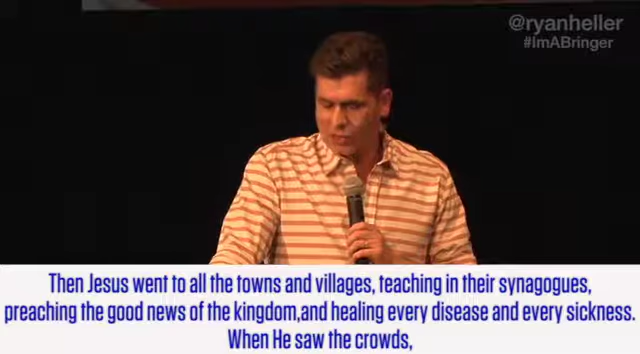 @ryanheller
#ImABringer
Then Jesus went to all the towns and villages, teaching in their synagogues,
preaching the good news of the kingdom,and healing every disease and every sickness.
When He saw the crowds,